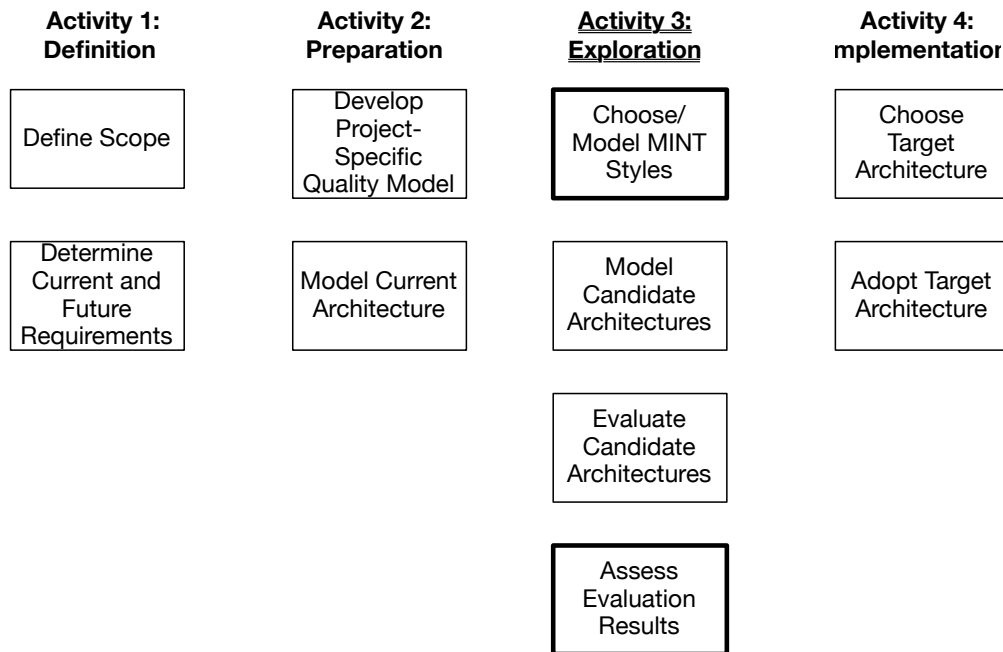 Activity 1:
Definition
Define Scope
Determine
Current and
Future
Requirements
Activity 2:
Preparation
Develop
Project-
Specific
Quality Model
Model Current
Architecture
Activity 3:
Exploration
Choose/
Model MINT
Styles
Model
Candidate
Architectures
Evaluate
Candidate
Architectures
Assess
Evaluation
Results
Activity 4:
mplementation
Choose
Target
Architecture
Adopt Target
Architecture